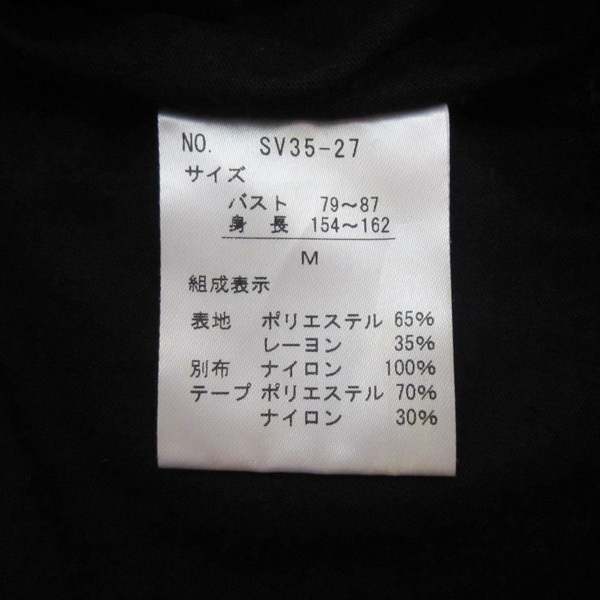 NO. SV35-27
サイズ
バスト 79〜87
身 長 154〜162
M
組成表示
表地 ポリエステル 65%
レーヨン 35%
別布 ナイロン 100%
テープ ポリエステル 70%
ナイロン 30%